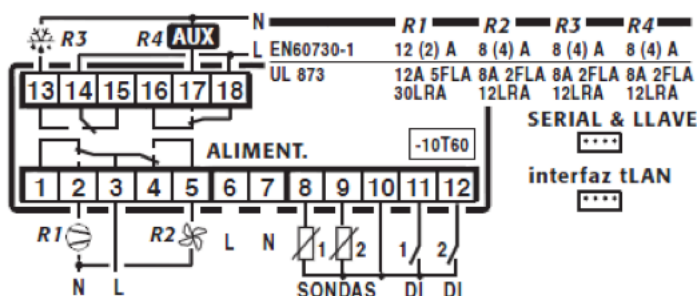 N R1 R2 R3 R4
R3 R4 AUX L EN60730-1 12 (2) A 8 (4) A 8 (4) A 8 (4) A
UL 873 12A 5FLA 8A 2FLA 8A 2FLA 8A 2FLA
30LRA 12LRA 12LRA 12LRA
13 14 15 16 17 18
SERIAL & LLAVE
ALIMENT. -10T60
interfaz tLAN
1 2 3 4 5 6 7 8 9 10 11 12
R1 R2 L N 1 2 1 2
N L SONDAS DI DI